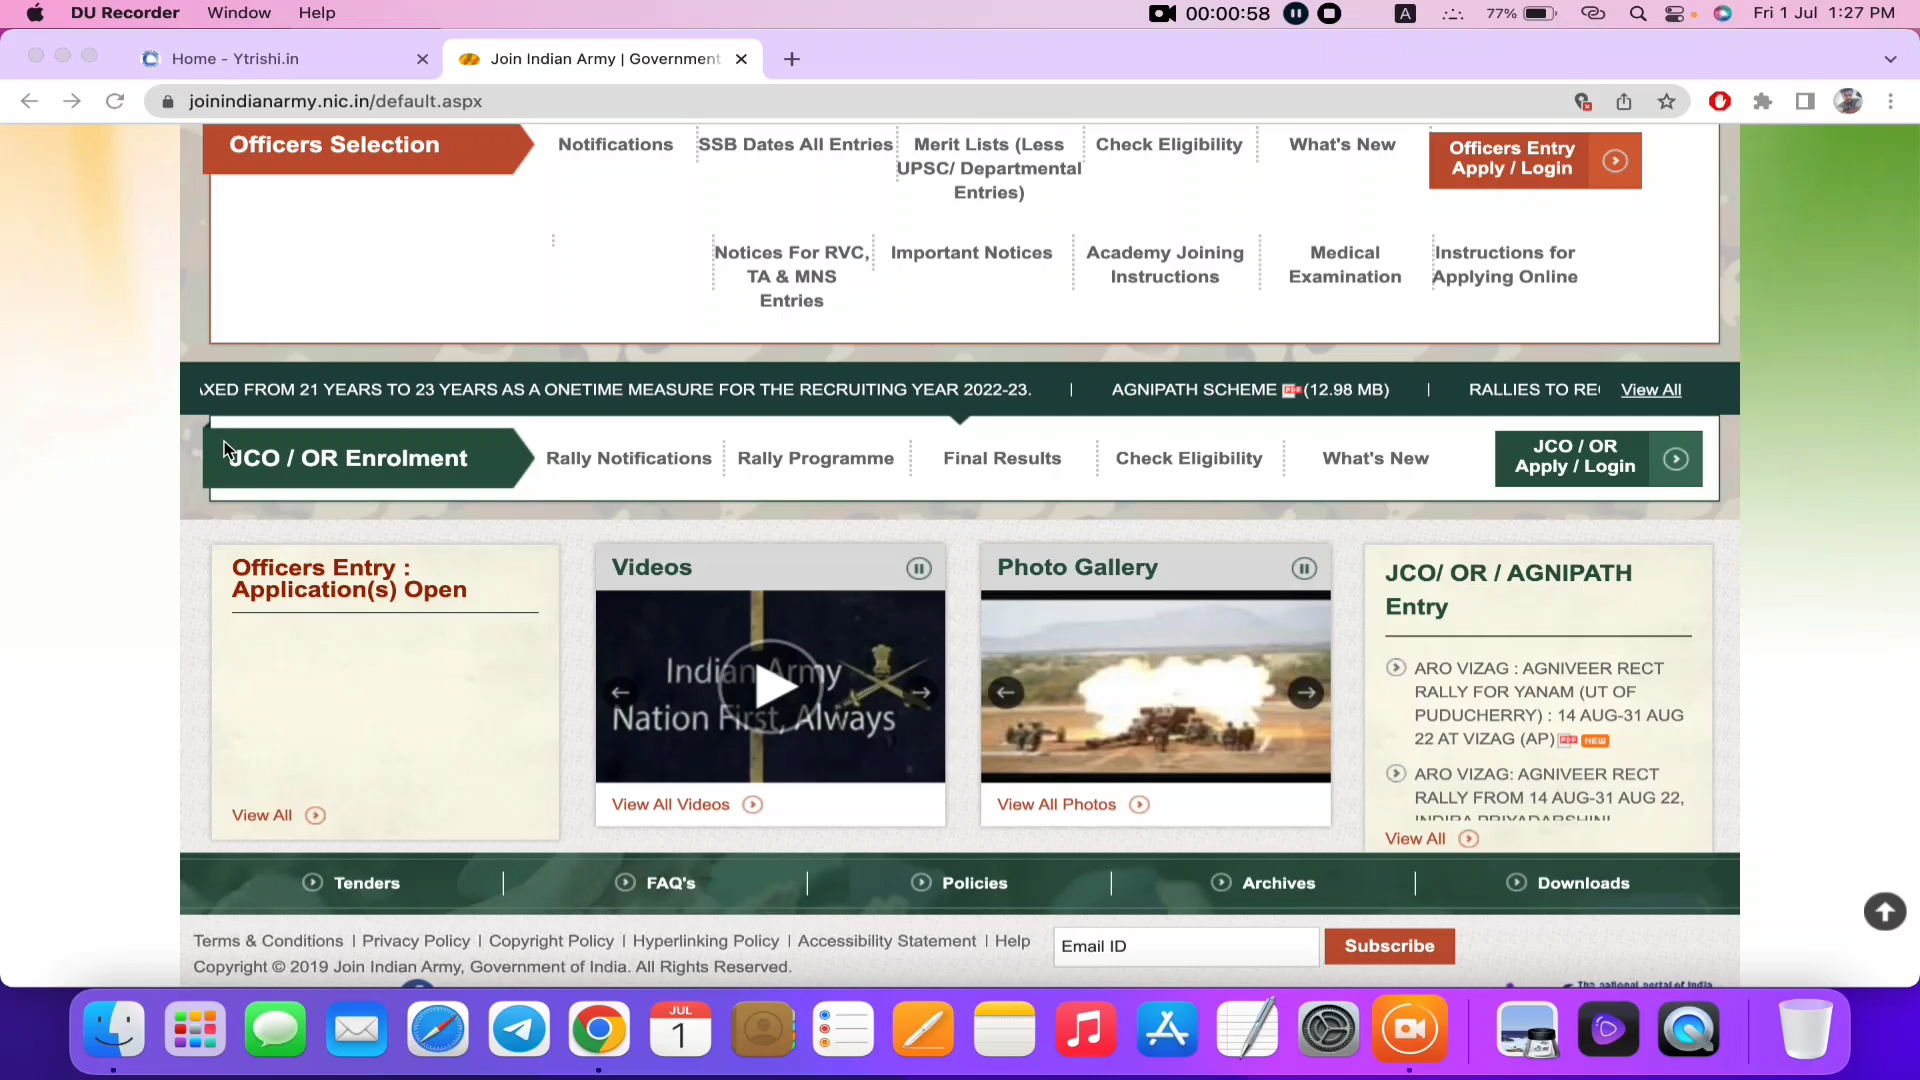 DU Recorder Window Help 00:00:58 A 77% Fri 1 Jul 1:27 PM
Home - Ytrishi.in Join Indian Army | Government
joinindianarmy.nic.in/default.aspx
Officers Selection
Notifications
SSB Dates All Entries
Merit Lists (Less
UPSC/ Departmental
Entries)
Check Eligibility
What's New
Officers Entry
Apply / Login
Notices For RVC,
TA & MNS
Entries
Important Notices
Academy Joining
Instructions
Medical
Examination
Instructions for
Applying Online
XED FROM 21 YEARS TO 23 YEARS AS A ONETIME MEASURE FOR THE RECRUITING YEAR 2022-23. | AGNIPATH SCHEME PDF (12.98 MB) | RALLIES TO RE View All
JCO / OR Enrolment
Rally Notifications
Rally Programme
Final Results
Check Eligibility
What's New
JCO / OR
Apply / Login
Officers Entry :
Application(s) Open
View All
Videos
Indian Army
Nation First, Always
View All Videos
Photo Gallery
View All Photos
JCO/ OR / AGNIPATH
Entry
ARO VIZAG : AGNIVEER RECT
RALLY FOR YANAM (UT OF
PUDUCHERRY) : 14 AUG-31 AUG
22 AT VIZAG (AP) PDF NEW
ARO VIZAG: AGNIVEER RECT
RALLY FROM 14 AUG-31 AUG 22,
INDIRA PRIYADARSHINI
View All
Tenders | FAQ's | Policies | Archives | Downloads
Terms & Conditions | Privacy Policy | Copyright Policy | Hyperlinking Policy | Accessibility Statement | Help
Copyright © 2019 Join Indian Army, Government of India. All Rights Reserved.
Email ID
Subscribe
The national portal of India
JUL
1